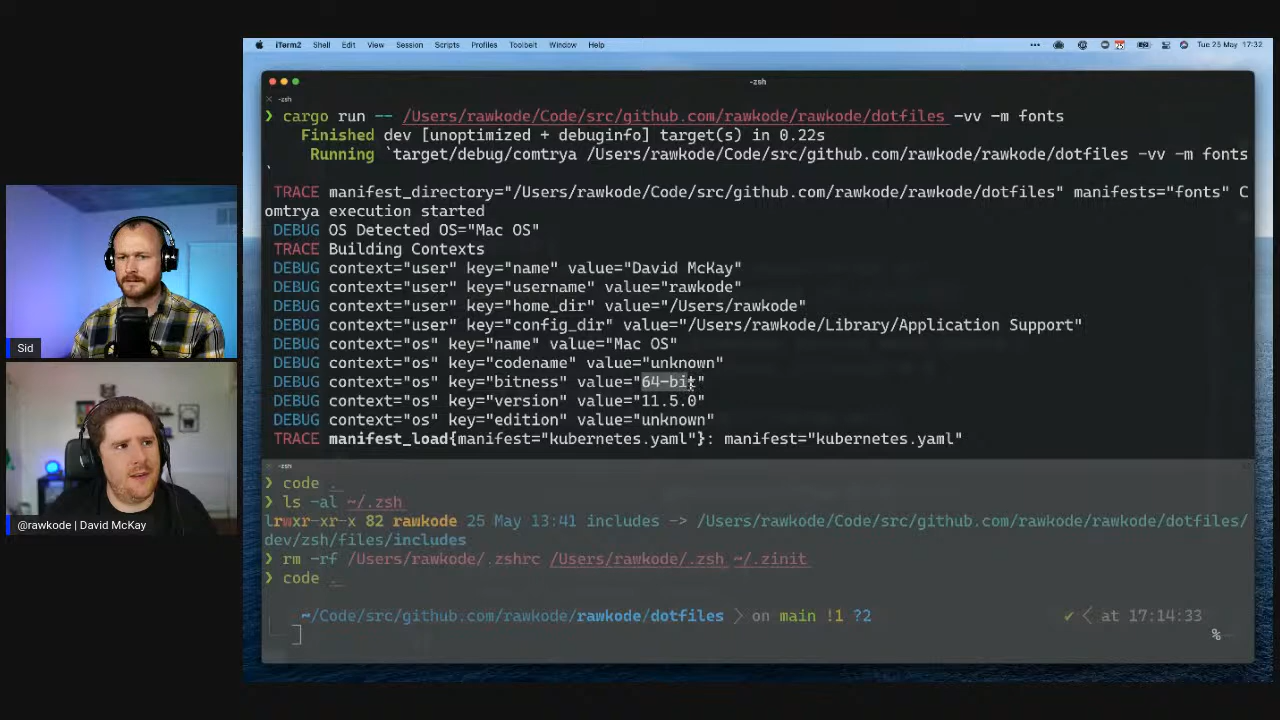 iTerm2 Shell Edit View Session Scripts Profiles Toolbelt Window Help
Tue 25 May 17:32
-zsh
-zsh
❯ cargo run -- /Users/rawkode/Code/src/github.com/rawkode/rawkode/dotfiles -vv -m fonts
Finished dev [unoptimized + debuginfo] target(s) in 0.22s
Running `target/debug/comtrya /Users/rawkode/Code/src/github.com/rawkode/rawkode/dotfiles -vv -m fonts
`
TRACE manifest_directory="/Users/rawkode/Code/src/github.com/rawkode/rawkode/dotfiles" manifests="fonts" C
omtrya execution started
DEBUG OS Detected OS="Mac OS"
TRACE Building Contexts
DEBUG context="user" key="name" value="David McKay"
DEBUG context="user" key="username" value="rawkode"
DEBUG context="user" key="home_dir" value="/Users/rawkode"
DEBUG context="user" key="config_dir" value="/Users/rawkode/Library/Application Support"
DEBUG context="os" key="name" value="Mac OS"
DEBUG context="os" key="codename" value="unknown"
DEBUG context="os" key="bitness" value="64-bit"
DEBUG context="os" key="version" value="11.5.0"
DEBUG context="os" key="edition" value="unknown"
TRACE manifest_load{manifest="kubernetes.yaml"}: manifest="kubernetes.yaml"
-zsh
❯ code .
❯ ls -al ~/.zsh
lrwxr-xr-x 82 rawkode 25 May 13:41 includes -> /Users/rawkode/Code/src/github.com/rawkode/rawkode/dotfiles/
dev/zsh/files/includes
❯ rm -rf /Users/rawkode/.zshrc /Users/rawkode/.zsh ~/.zinit
❯ code .
~/Code/src/github.com/rawkode/rawkode/dotfiles on main !1 ?2 ✓ at 17:14:33
%
Sid
@rawkode | David McKay